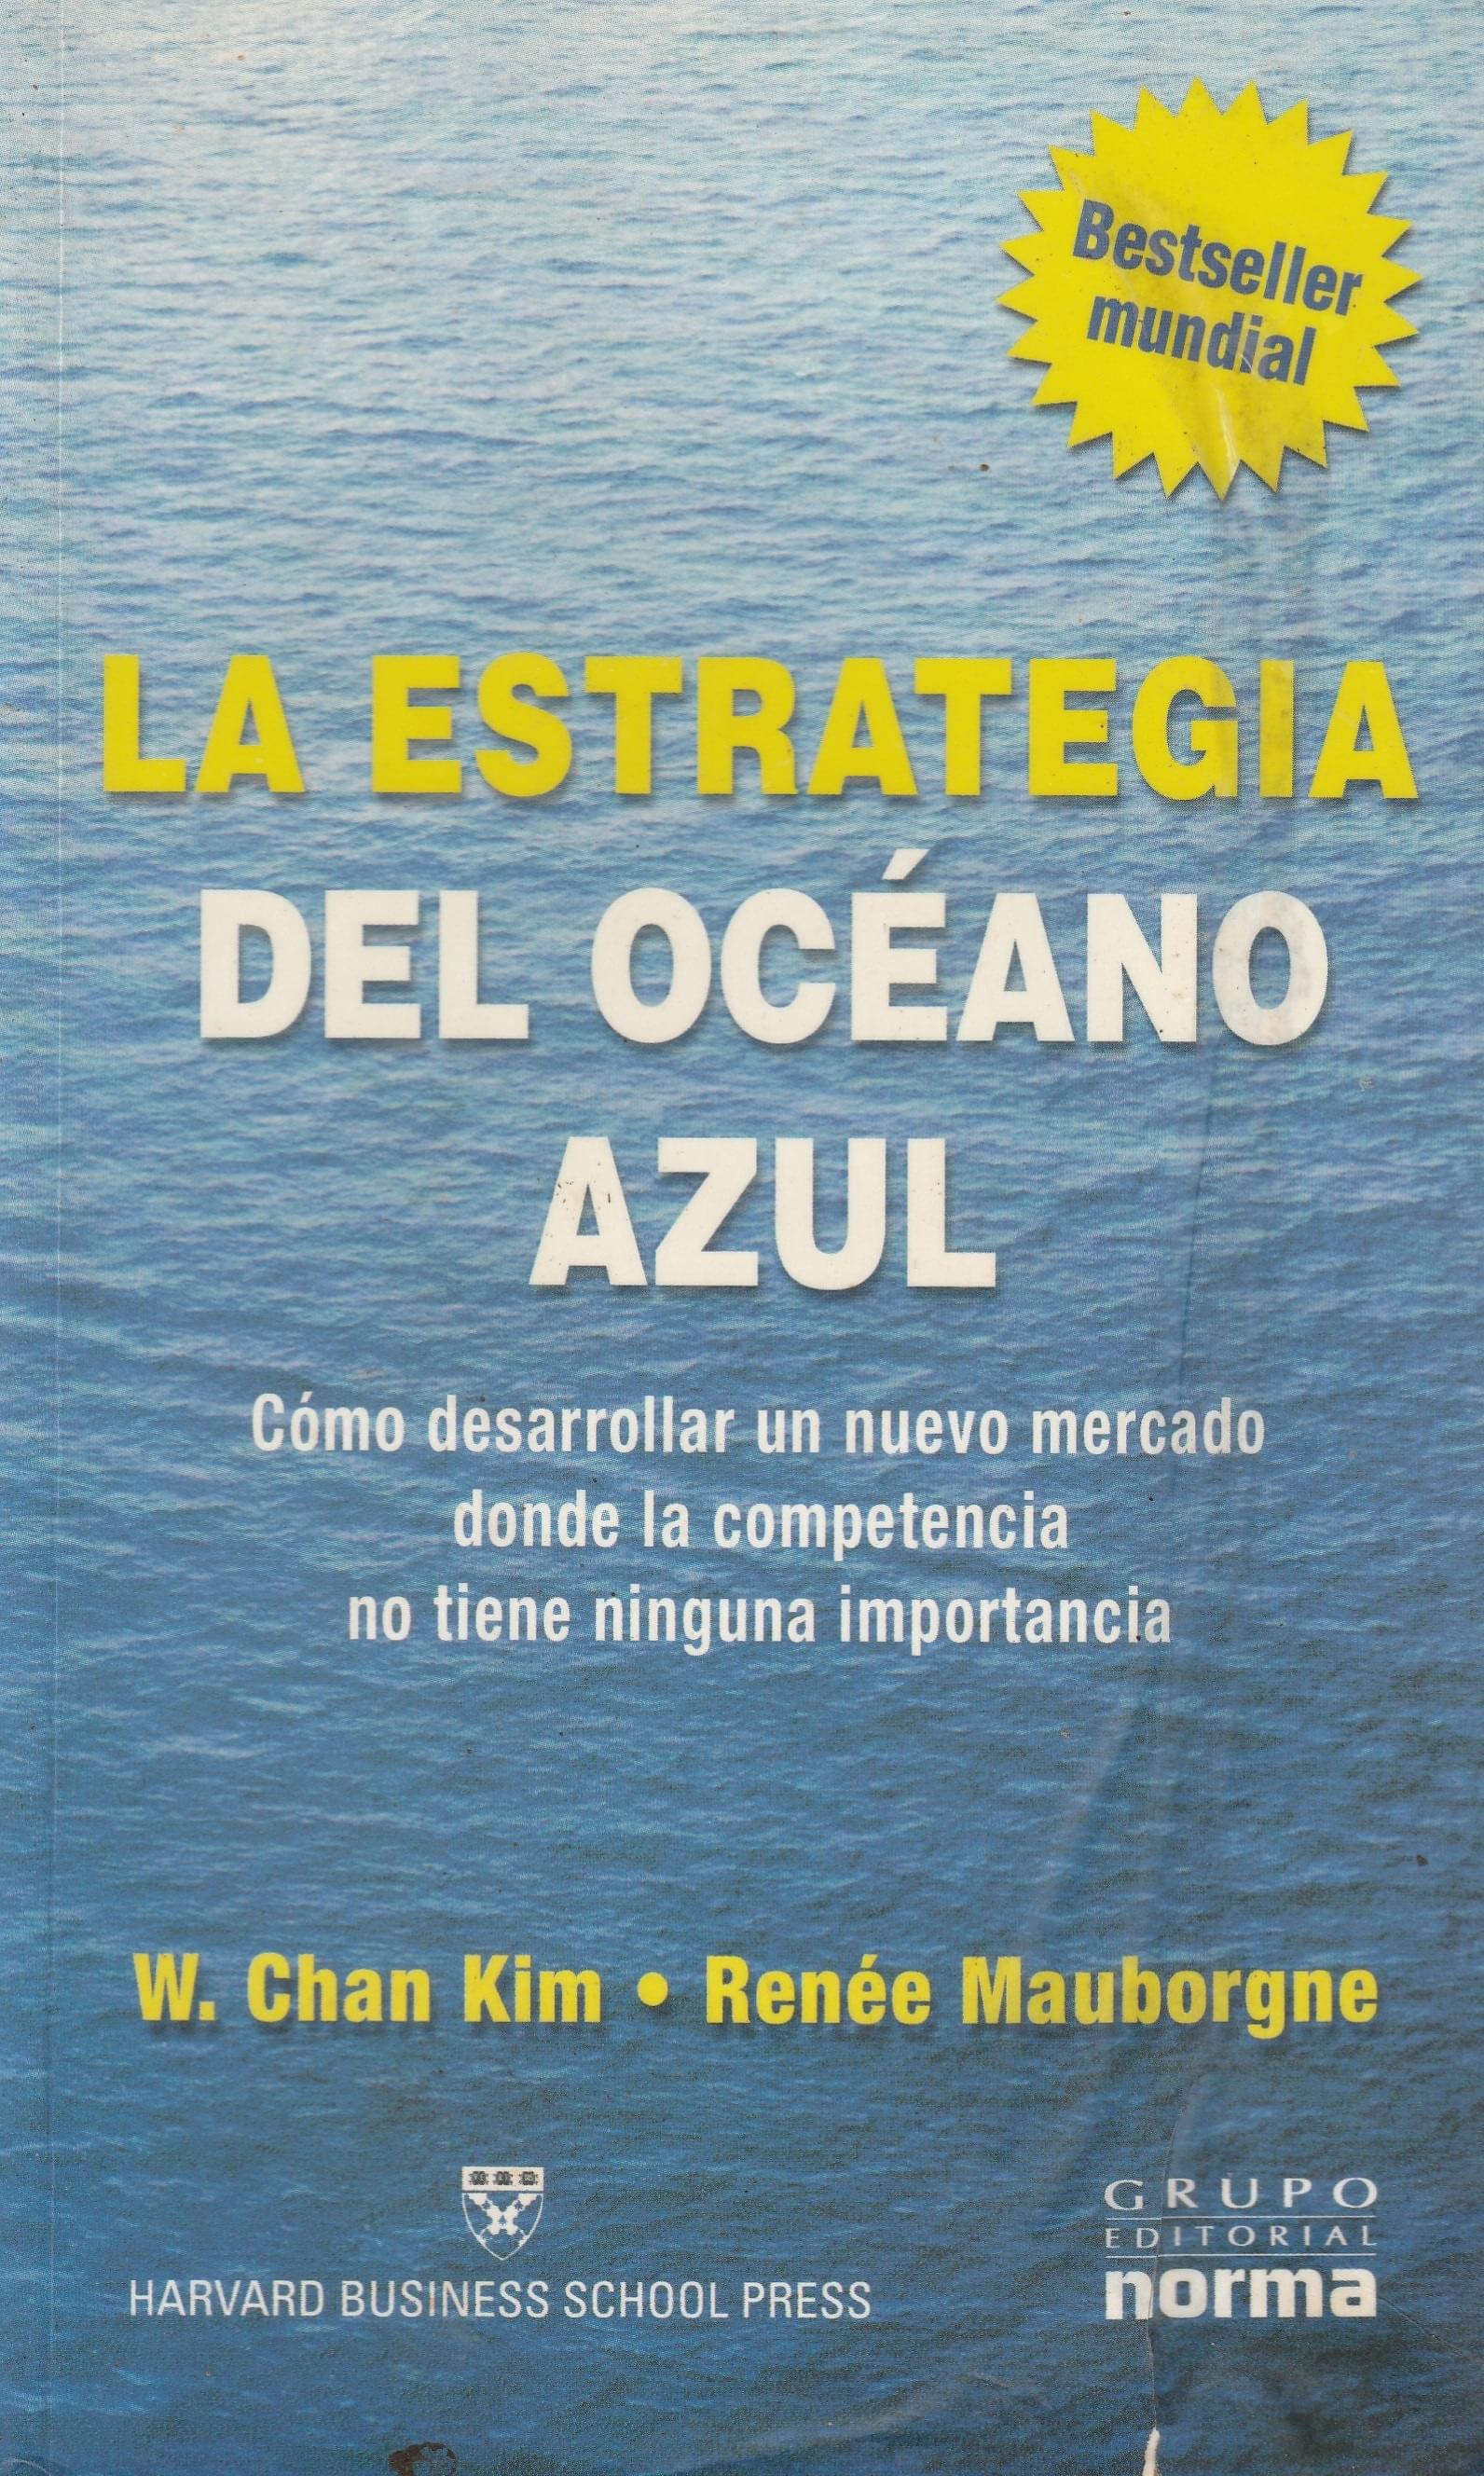 Bestseller
mundial
LA ESTRATEGIA
DEL OCÉANO
AZUL
Cómo desarrollar un nuevo mercado
donde la competencia
no tiene ninguna importancia
W. Chan Kim • Renée Mauborgne
HARVARD BUSINESS SCHOOL PRESS
GRUPO
EDITORIAL
norma